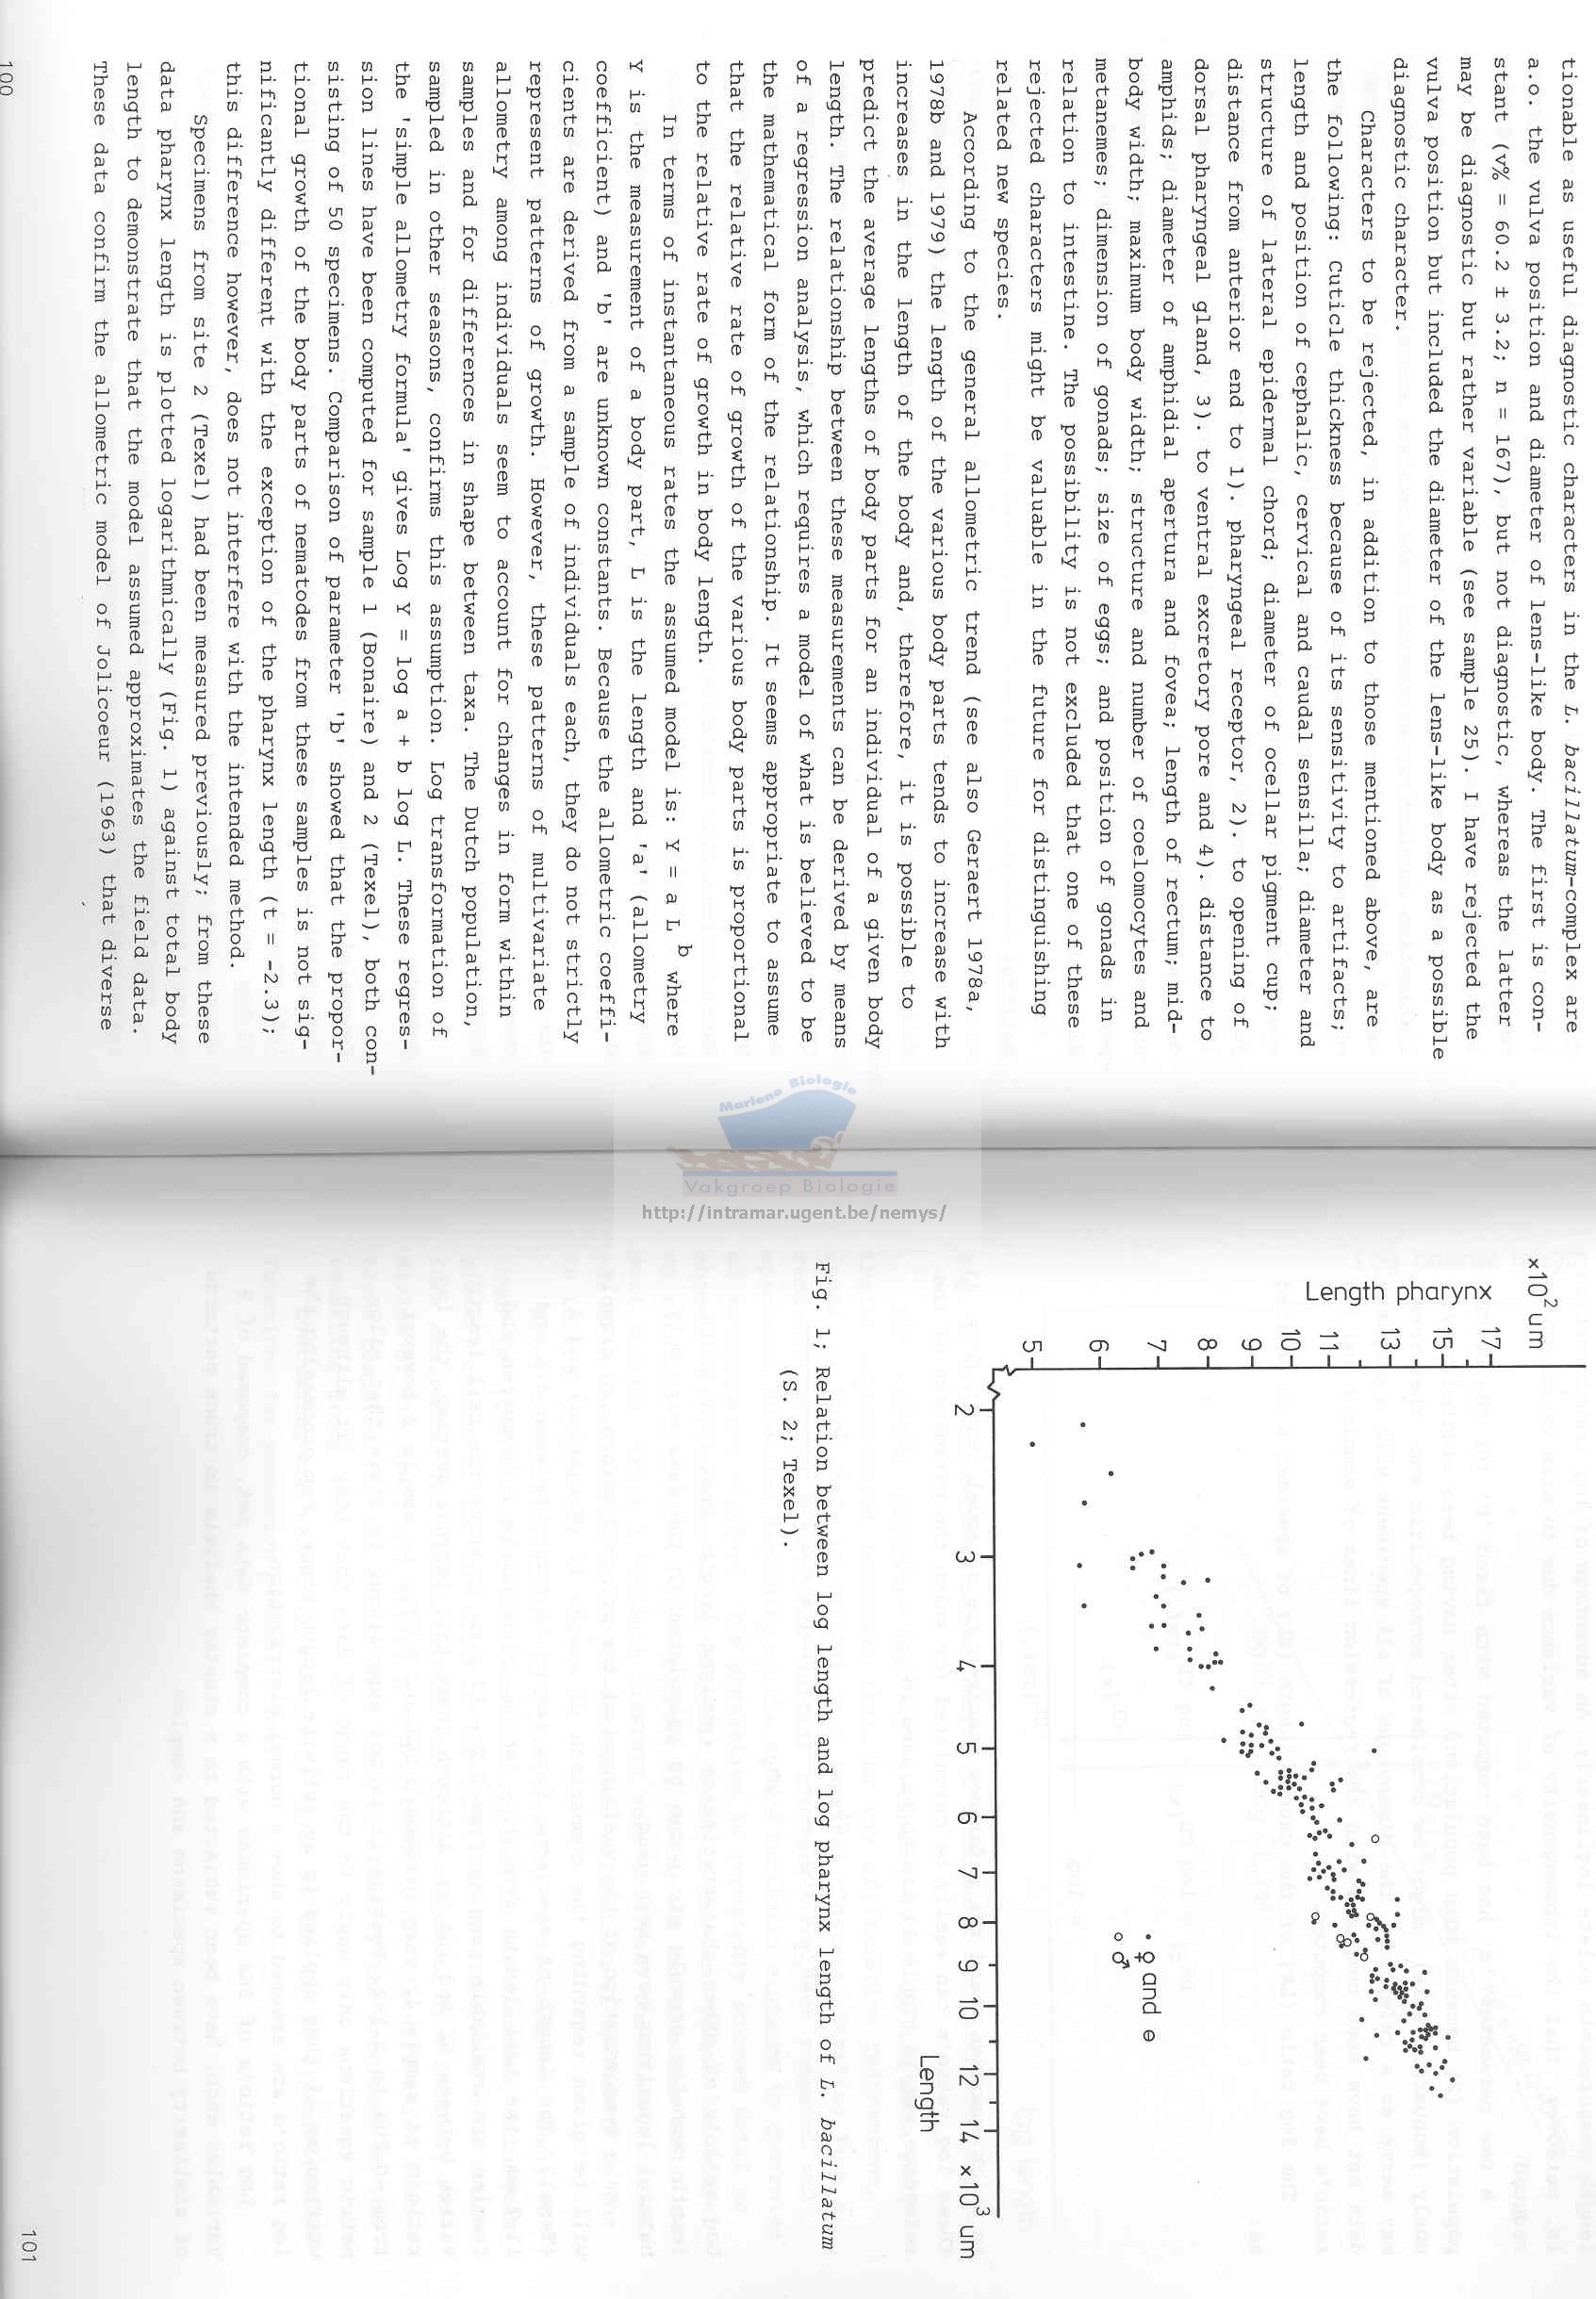 tionable as useful diagnostic characters in the L. bacillatum-complex are
a.o. the vulva position and diameter of lens-like body. The first is con-
stant (v% = 60.2 ± 3.2; n = 167), but not diagnostic, whereas the latter
may be diagnostic but rather variable (see sample 25). I have rejected the
vulva position but included the diameter of the lens-like body as a possible
diagnostic character.
Characters to be rejected, in addition to those mentioned above, are
the following: Cuticle thickness because of its sensitivity to artifacts;
length and position of cephalic, cervical and caudal sensilla; diameter and
structure of lateral epidermal chord; diameter of ocellar pigment cup;
distance from anterior end to 1). pharyngeal receptor, 2). to opening of
dorsal pharyngeal gland, 3). to ventral excretory pore and 4). distance to
amphids; diameter of amphidial apertura and fovea; length of rectum; mid-
body width; maximum body width; structure and number of coelomocytes and
metanemes; dimension of gonads; size of eggs; and position of gonads in
relation to intestine. The possibility is not excluded that one of these
rejected characters might be valuable in the future for distinguishing
related new species.
According to the general allometric trend (see also Geraert 1978a,
1978b and 1979) the length of the various body parts tends to increase with
increases in the length of the body and, therefore, it is possible to
predict the average lengths of body parts for an individual of a given body
length. The relationship between these measurements can be derived by means
of a regression analysis, which requires a model of what is believed to be
the mathematical form of the relationship. It seems appropriate to assume
that the relative rate of growth of the various body parts is proportional
to the relative rate of growth in body length.
In terms of instantaneous rates the assumed model is: Y = a L b where
Y is the measurement of a body part, L is the length and 'a' (allometry
coefficient) and 'b' are unknown constants. Because the allometric coeffi-
cients are derived from a sample of individuals each, they do not strictly
represent patterns of growth. However, these patterns of multivariate
allometry among individuals seem to account for changes in form within
samples and for differences in shape between taxa. The Dutch population,
sampled in other seasons, confirms this assumption. Log transformation of
the 'simple allometry formula' gives Log Y = log a + b log L. These regres-
sion lines have been computed for sample 1 (Bonaire) and 2 (Texel), both con-
sisting of 50 specimens. Comparison of parameter 'b' showed that the propor-
tional growth of the body parts of nematodes from these samples is not sig-
nificantly different with the exception of the pharynx length (t = -2.3);
this difference however, does not interfere with the intended method.
Specimens from site 2 (Texel) had been measured previously; from these
data pharynx length is plotted logarithmically (Fig. 1) against total body
length to demonstrate that the model assumed approximates the field data.
These data confirm the allometric model of Jolicoeur (1963) that diverse
100
Mariene Biologie
Vakgroep Biologie
http://intramar.ugent.be/nemys/
×10² um
17
15
13
11
10
9
8
7
6
5
Length pharynx
♀ and ⊖
♂
2 3 4 5 6 7 8 9 10 12 14 ×10³ um
Length
Fig. 1; Relation between log length and log pharynx length of L. bacillatum
(S. 2; Texel).
101